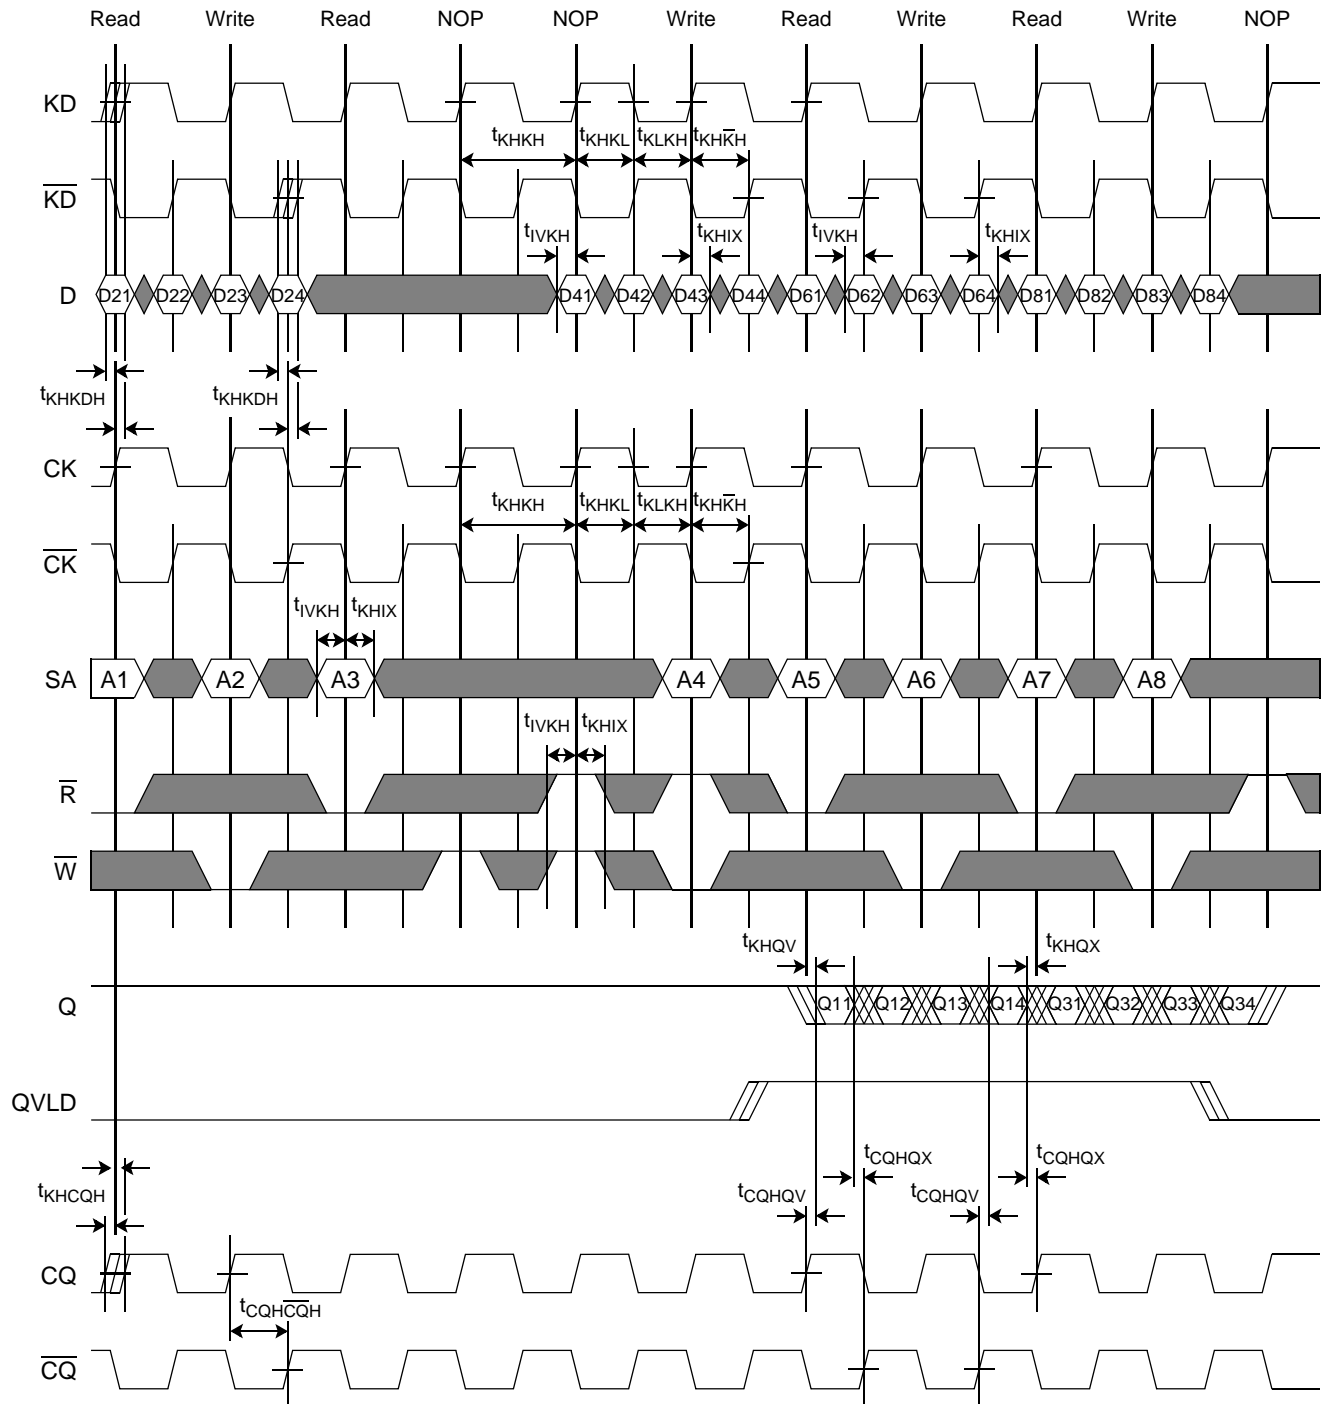 Read Write Read NOP NOP Write Read Write Read Write NOP
KD
tKHKH tKHKL tKLKH tKHK̅H
K̅D̅
tIVKH tKHIX tIVKH tKHIX
D D21 D22 D23 D24 D41 D42 D43 D44 D61 D62 D63 D64 D81 D82 D83 D84
tKHKDH tKHKDH
CK
tKHKH tKHKL tKLKH tKHK̅H
C̅K̅
tIVKH tKHIX
SA A1 A2 A3 A4 A5 A6 A7 A8
tIVKH tKHIX
R̅
W̅
tKHQV tKHQX
Q Q11 Q12 Q13 Q14 Q31 Q32 Q33 Q34
QVLD
tCQHQX tCQHQX
tKHCQH tCQHQV tCQHQV
CQ
tCQHC̅Q̅H
C̅Q̅